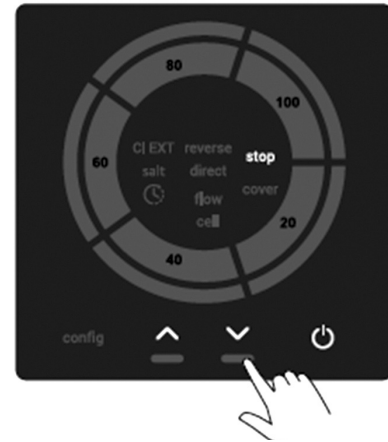 80
100
Cl EXT reverse stop
60
salt direct
cover
flow
20
cell
40
config